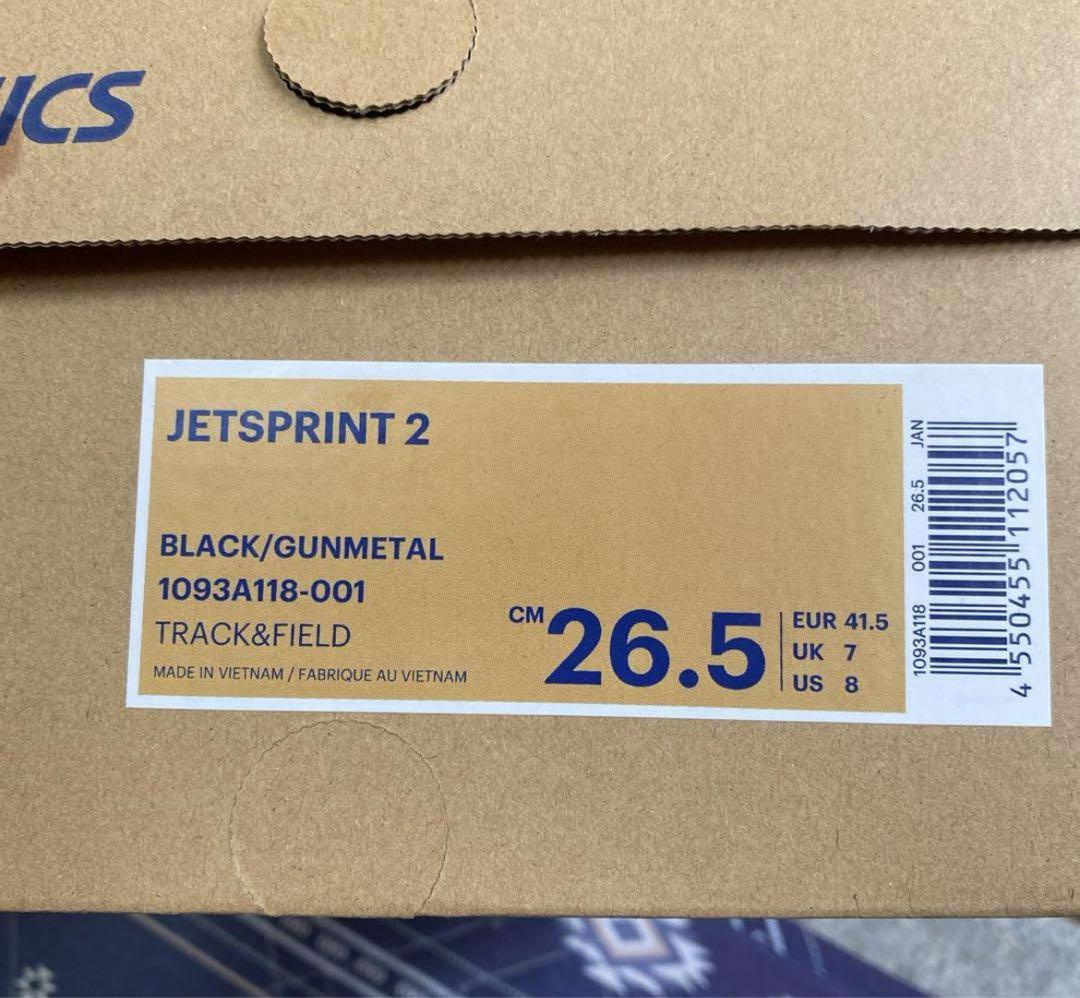 ICS
JETSPRINT 2
BLACK/GUNMETAL
1093A118-001
TRACK&FIELD
MADE IN VIETNAM / FABRIQUE AU VIETNAM
CM 26.5
EUR 41.5
UK 7
US 8
1093A118 001 26.5 JAN
4 550455 112057